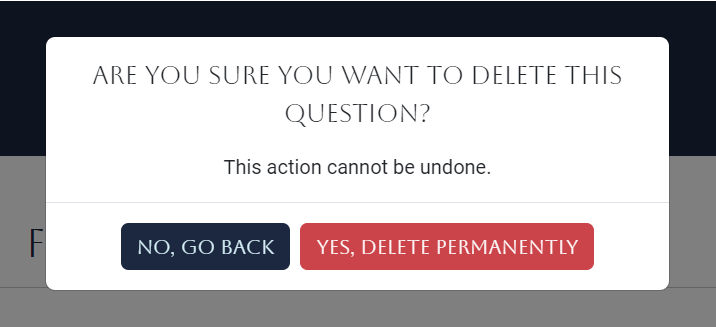 ARE YOU SURE YOU WANT TO DELETE THIS
QUESTION?
This action cannot be undone.
NO, GO BACK
YES, DELETE PERMANENTLY
F